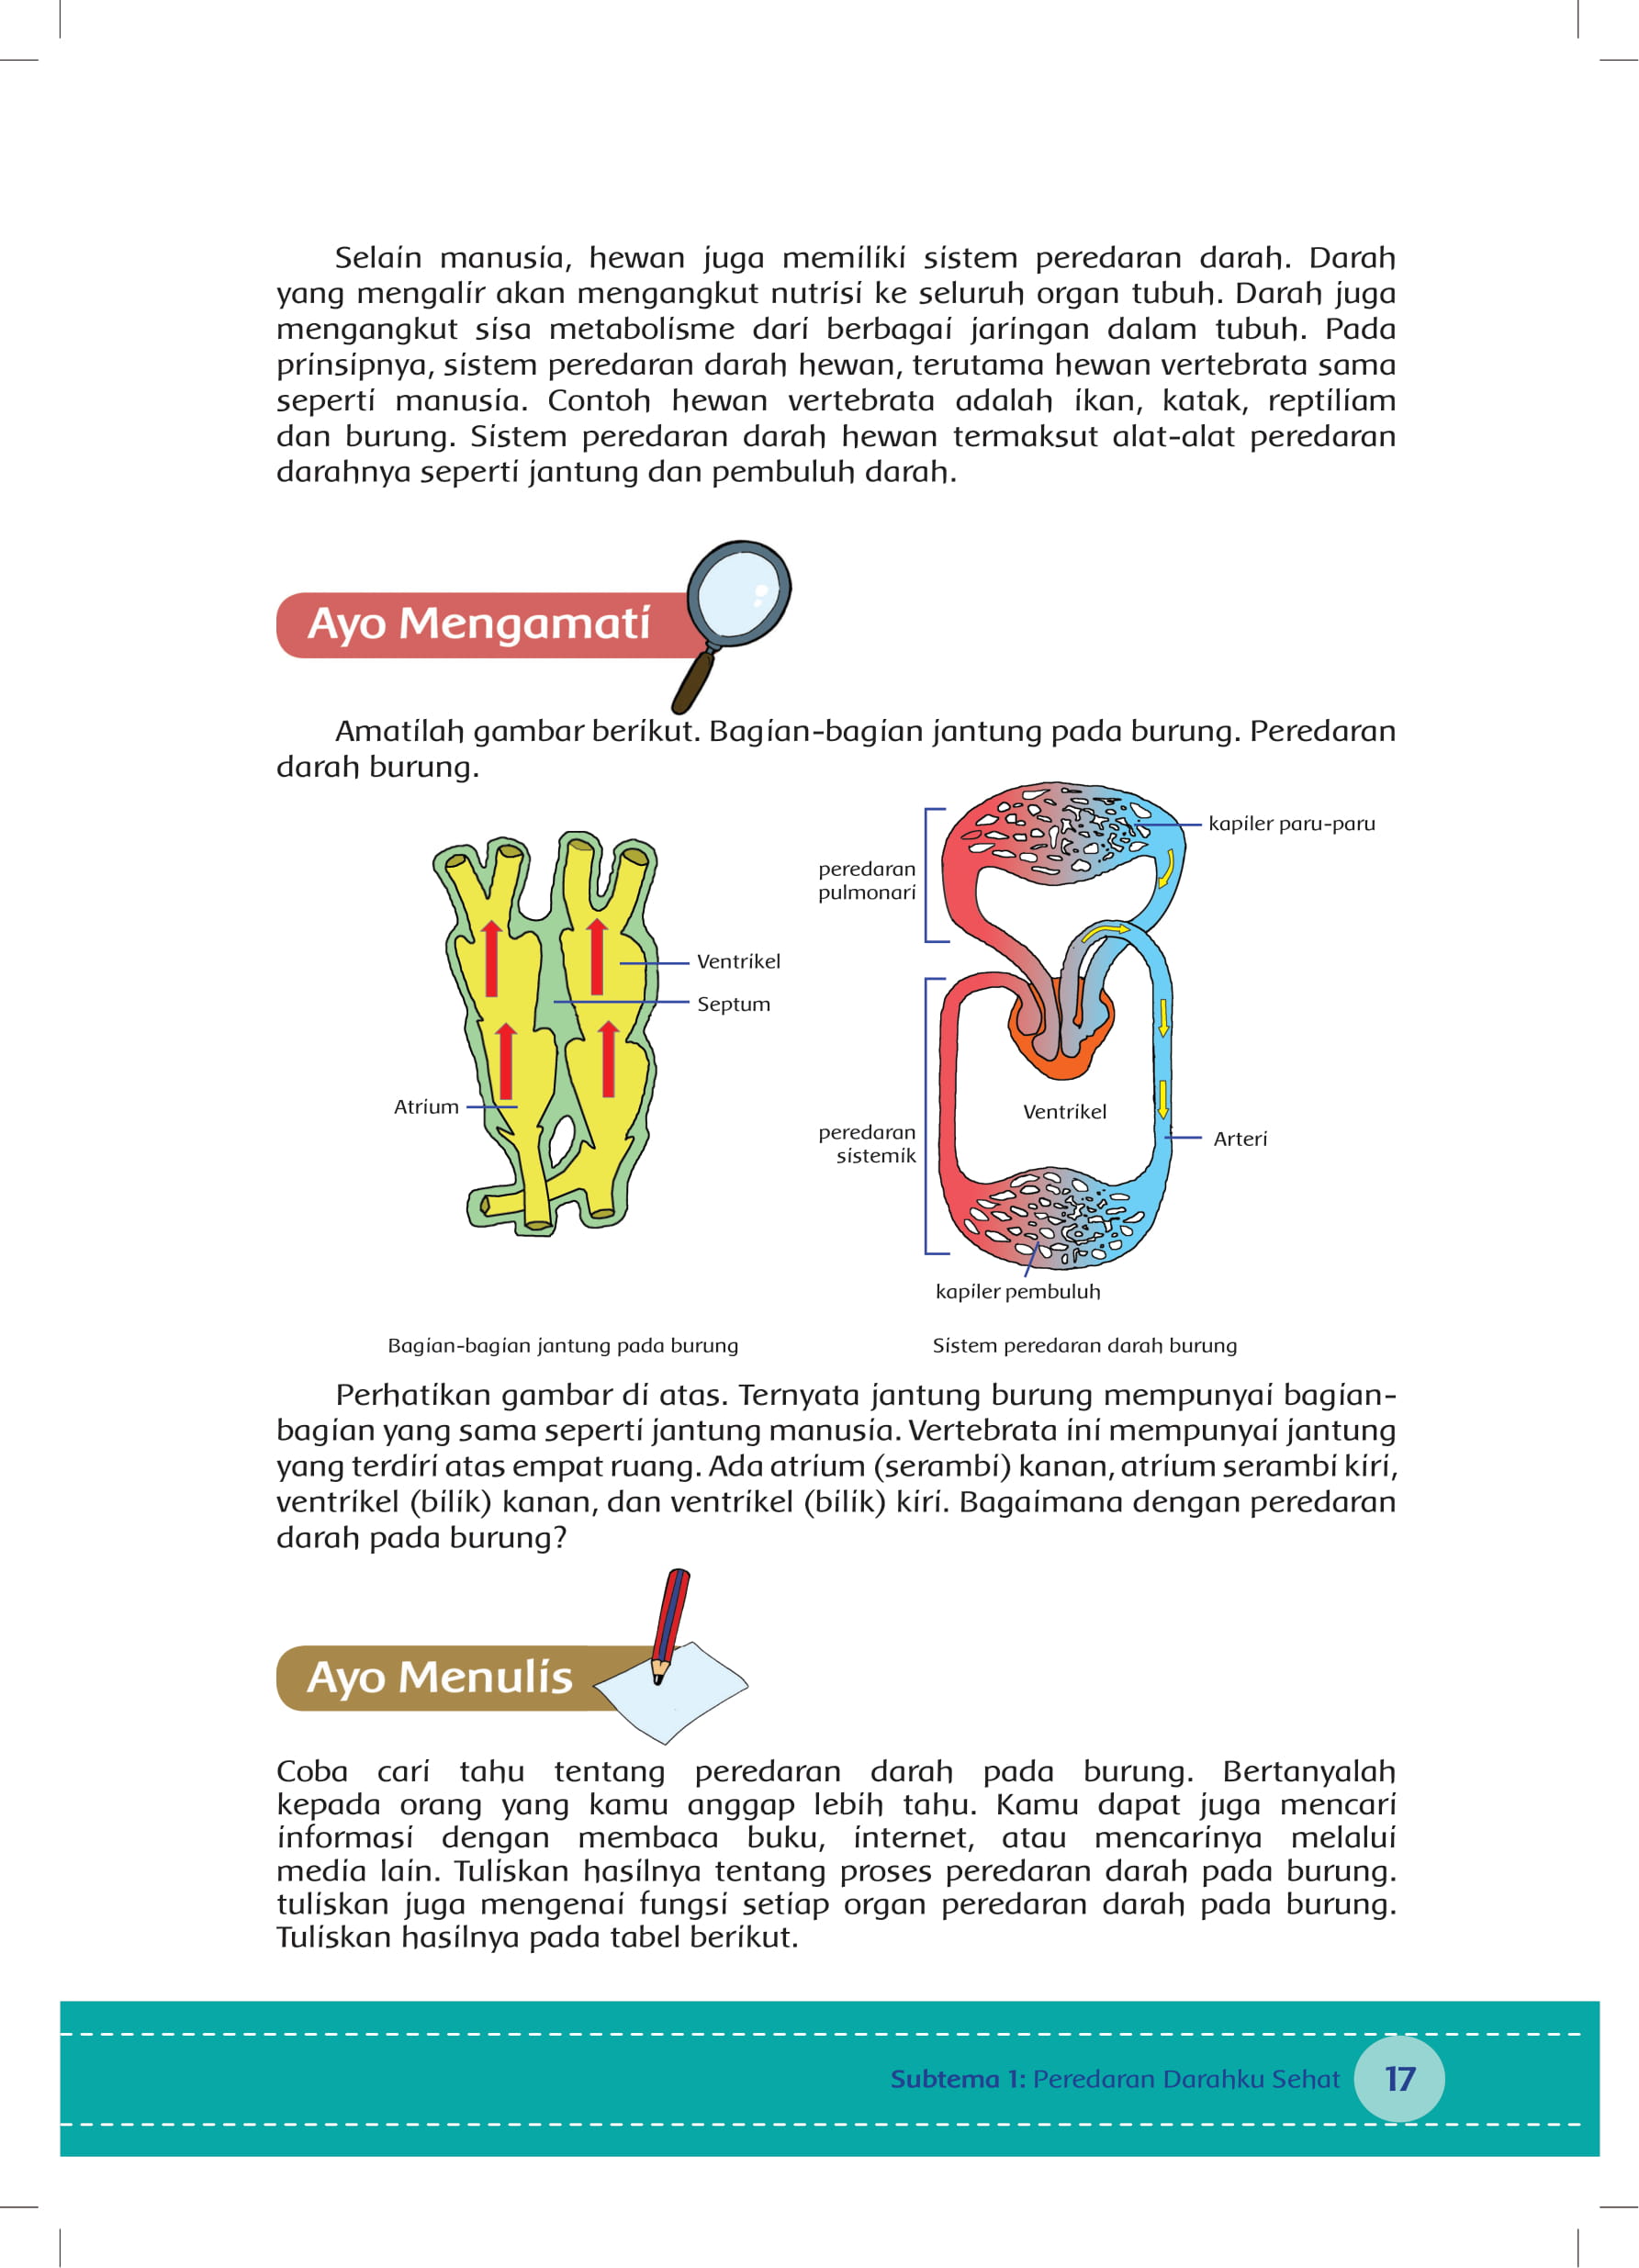 Selain manusia, hewan juga memiliki sistem peredaran darah. Darah
yang mengalir akan mengangkut nutrisi ke seluruh organ tubuh. Darah juga
mengangkut sisa metabolisme dari berbagai jaringan dalam tubuh. Pada
prinsipnya, sistem peredaran darah hewan, terutama hewan vertebrata sama
seperti manusia. Contoh hewan vertebrata adalah ikan, katak, reptiliam
dan burung. Sistem peredaran darah hewan termaksut alat-alat peredaran
darahnya seperti jantung dan pembuluh darah.
Ayo Mengamati
Amatilah gambar berikut. Bagian-bagian jantung pada burung. Peredaran
darah burung.
Ventrikel
Septum
Atrium
kapiler paru-paru
peredaran
pulmonari
Ventrikel
peredaran
sistemik
Arteri
kapiler pembuluh
Bagian-bagian jantung pada burung
Sistem peredaran darah burung
Perhatikan gambar di atas. Ternyata jantung burung mempunyai bagian-
bagian yang sama seperti jantung manusia. Vertebrata ini mempunyai jantung
yang terdiri atas empat ruang. Ada atrium (serambi) kanan, atrium serambi kiri,
ventrikel (bilik) kanan, dan ventrikel (bilik) kiri. Bagaimana dengan peredaran
darah pada burung?
Ayo Menulis
Coba cari tahu tentang peredaran darah pada burung. Bertanyalah
kepada orang yang kamu anggap lebih tahu. Kamu dapat juga mencari
informasi dengan membaca buku, internet, atau mencarinya melalui
media lain. Tuliskan hasilnya tentang proses peredaran darah pada burung.
tuliskan juga mengenai fungsi setiap organ peredaran darah pada burung.
Tuliskan hasilnya pada tabel berikut.
Subtema 1: Peredaran Darahku Sehat
17